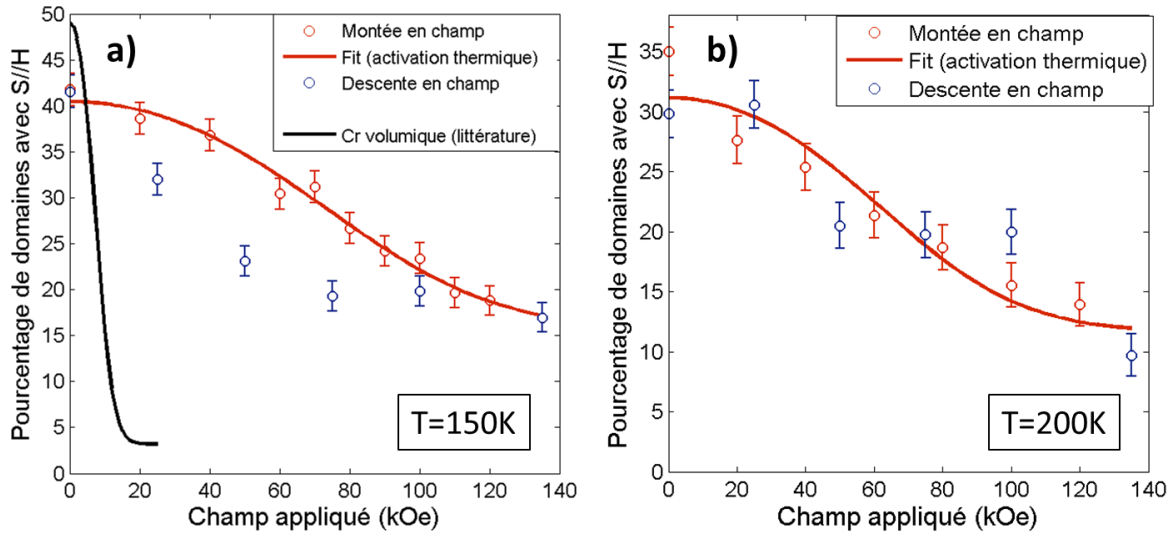 a)
Montée en champ
Fit (activation thermique)
Descente en champ
Cr volumique (littérature)
T=150K
Pourcentage de domaines avec S//H
50
45
40
35
30
25
20
15
10
5
0
0 20 40 60 80 100 120 140
Champ appliqué (kOe)
b)
Montée en champ
Fit (activation thermique)
Descente en champ
T=200K
Pourcentage de domaines avec S//H
35
30
25
20
15
10
5
0
0 20 40 60 80 100 120 140
Champ appliqué (kOe)